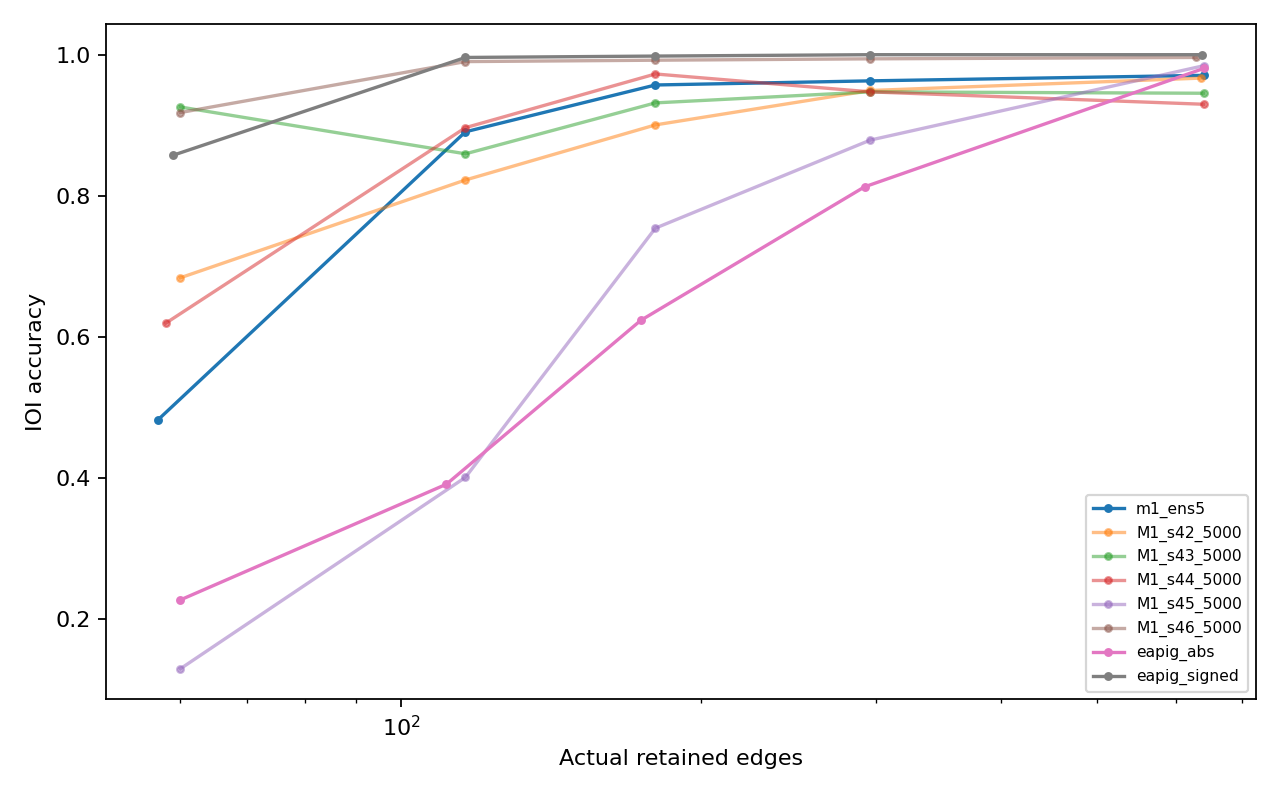 1.0
0.8
0.6
0.4
0.2
IOI accuracy
10²
Actual retained edges
m1_ens5
M1_s42_5000
M1_s43_5000
M1_s44_5000
M1_s45_5000
M1_s46_5000
eapig_abs
eapig_signed